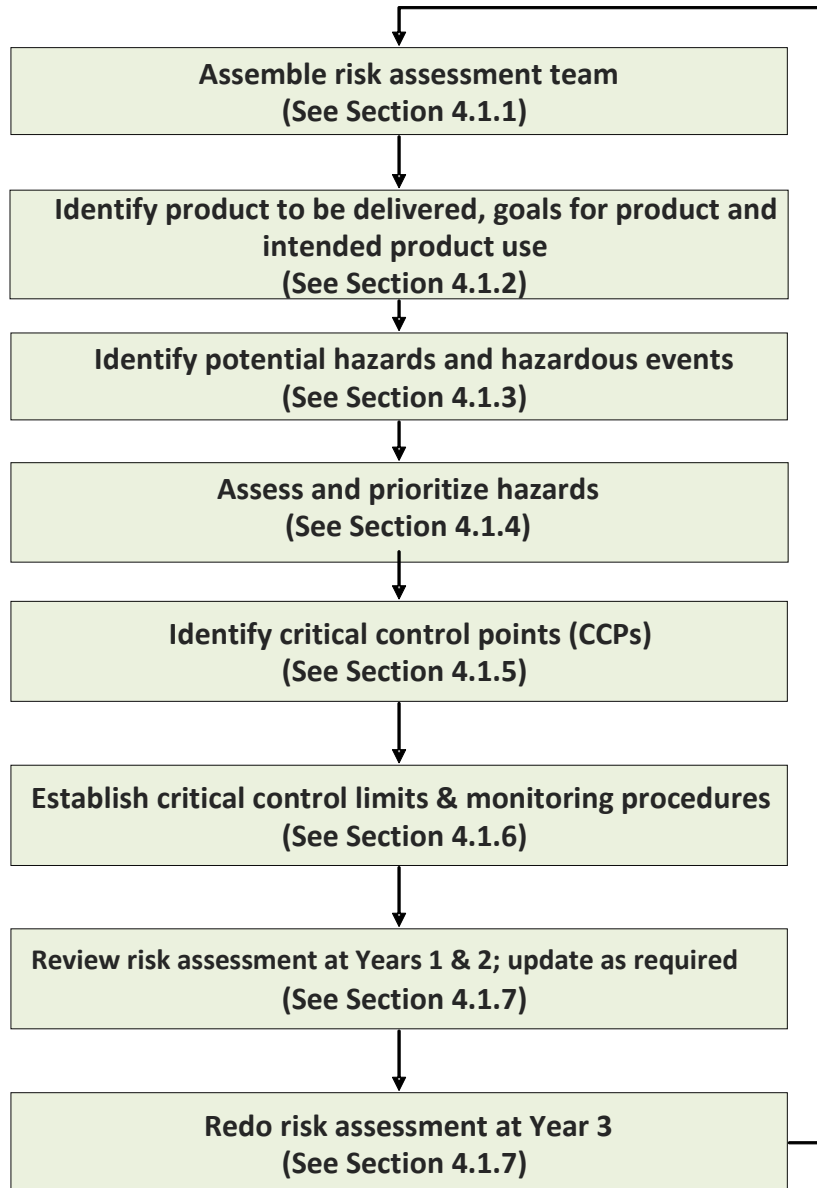 Assemble risk assessment team
(See Section 4.1.1)
Identify product to be delivered, goals for product and
intended product use
(See Section 4.1.2)
Identify potential hazards and hazardous events
(See Section 4.1.3)
Assess and prioritize hazards
(See Section 4.1.4)
Identify critical control points (CCPs)
(See Section 4.1.5)
Establish critical control limits & monitoring procedures
(See Section 4.1.6)
Review risk assessment at Years 1 & 2; update as required
(See Section 4.1.7)
Redo risk assessment at Year 3
(See Section 4.1.7)